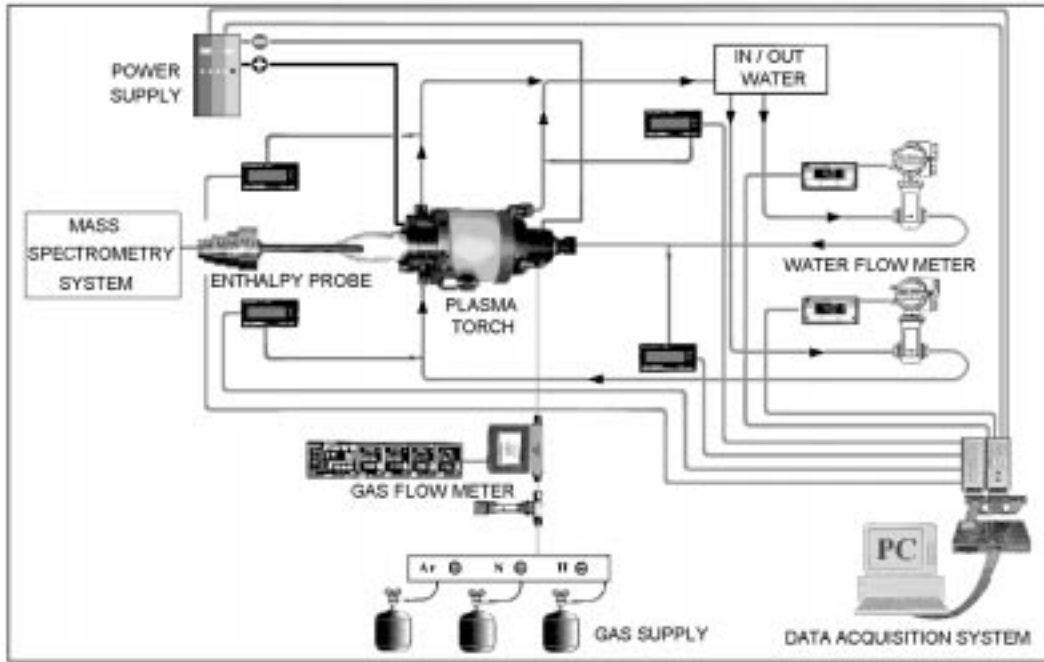 POWER
SUPPLY
IN / OUT
WATER
MASS
SPECTROMETRY
SYSTEM
ENTHALPY PROBE
PLASMA
TORCH
WATER FLOW METER
GAS FLOW METER
Ar
N
H
GAS SUPPLY
PC
DATA ACQUISITION SYSTEM